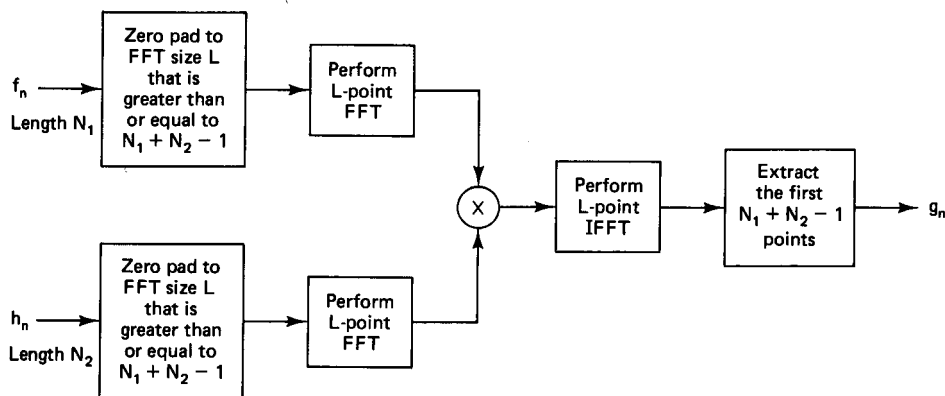 f_n
Length N_1
Zero pad to
FFT size L
that is
greater than
or equal to
N_1 + N_2 - 1
Perform
L-point
FFT
h_n
Length N_2
Zero pad to
FFT size L
that is
greater than
or equal to
N_1 + N_2 - 1
Perform
L-point
FFT
X
Perform
L-point
IFFT
Extract
the first
N_1 + N_2 - 1
points
g_n